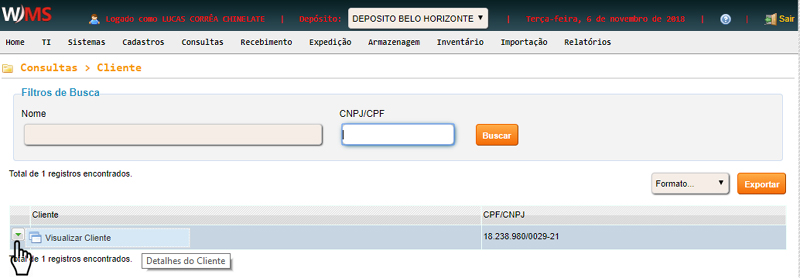 WMS
Logado como: LUCAS CORRÊA CHINELATE | Depósito: DEPOSITO BELO HORIZONTE | Terça-feira, 6 de novembro de 2018 | Sair
Home TI Sistemas Cadastros Consultas Recebimento Expedição Armazenagem Inventário Importação Relatórios
Consultas > Cliente
Filtros de Busca
Nome CNPJ/CPF
Buscar
Total de 1 registros encontrados.
Formato... Exportar
Cliente CPF/CNPJ
Visualizar Cliente 18.238.980/0029-21
Total de 1 registros encontrados.
Detalhes do Cliente